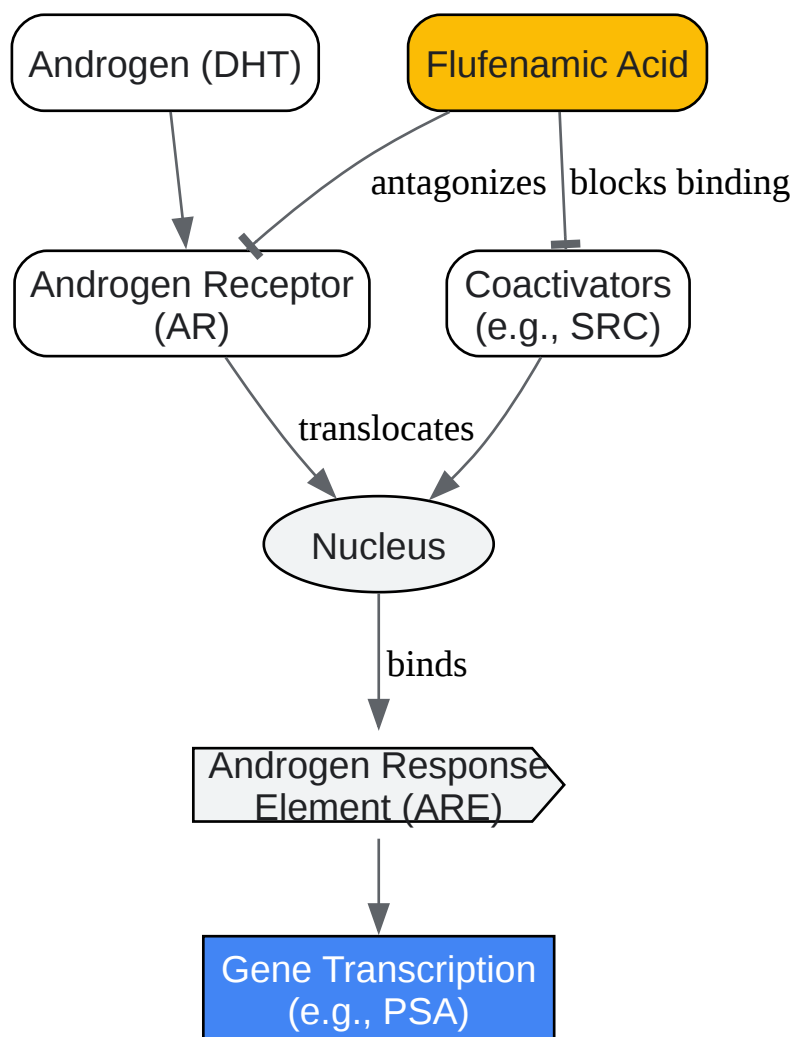 Androgen (DHT)
Flufenamic Acid
antagonizes
blocks binding
Androgen Receptor
(AR)
Coactivators
(e.g., SRC)
translocates
Nucleus
binds
Androgen Response
Element (ARE)
Gene Transcription
(e.g., PSA)